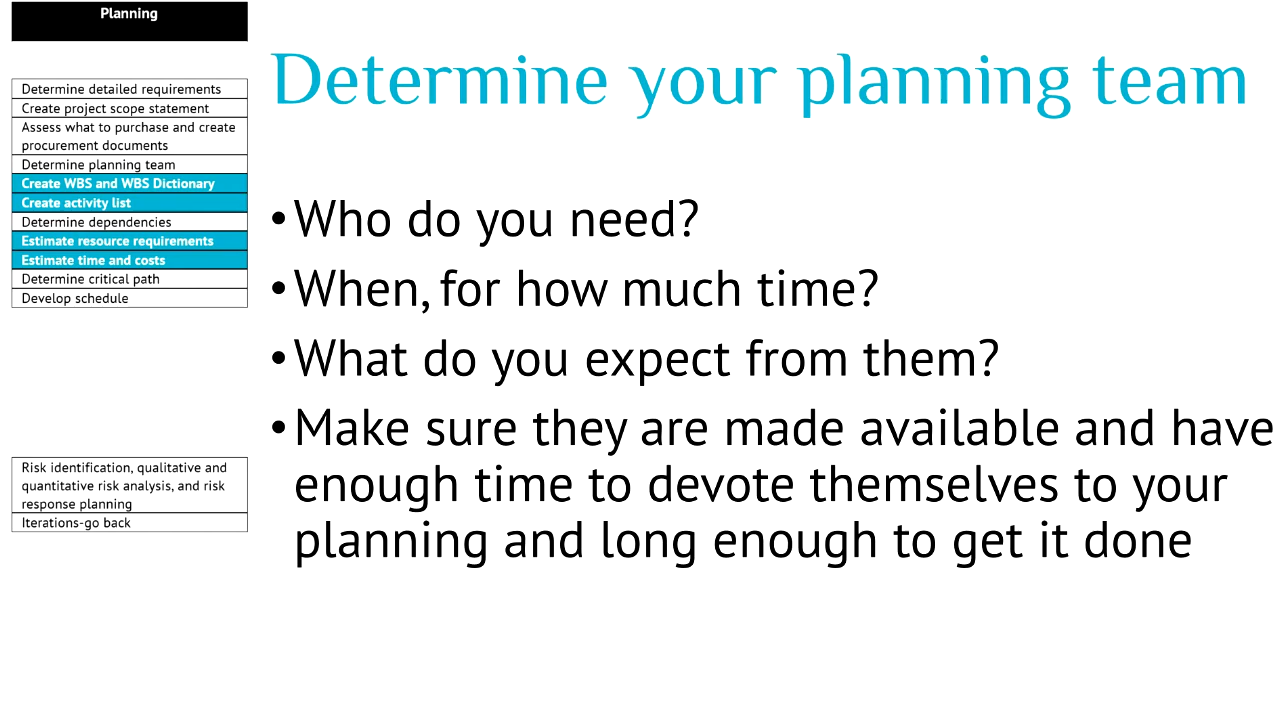 Planning
Determine detailed requirements
Create project scope statement
Assess what to purchase and create
procurement documents
Determine planning team
Create WBS and WBS Dictionary
Create activity list
Determine dependencies
Estimate resource requirements
Estimate time and costs
Determine critical path
Develop schedule
Risk identification, qualitative and
quantitative risk analysis, and risk
response planning
Iterations-go back
Determine your planning team
•Who do you need?
•When, for how much time?
•What do you expect from them?
•Make sure they are made available and have
enough time to devote themselves to your
planning and long enough to get it done